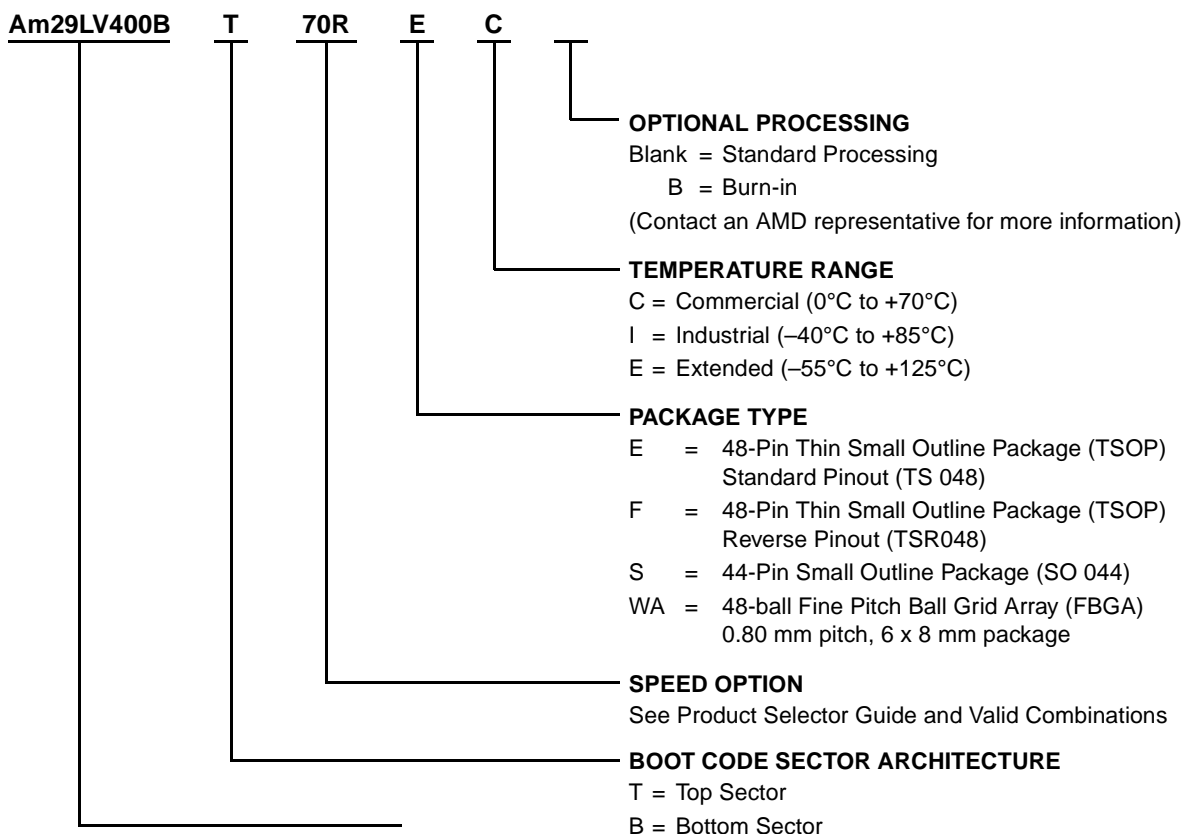 Am29LV400B T 70R E C
OPTIONAL PROCESSING
Blank = Standard Processing
B = Burn-in
(Contact an AMD representative for more information)
TEMPERATURE RANGE
C = Commercial (0°C to +70°C)
I = Industrial (–40°C to +85°C)
E = Extended (–55°C to +125°C)
PACKAGE TYPE
E = 48-Pin Thin Small Outline Package (TSOP)
Standard Pinout (TS 048)
F = 48-Pin Thin Small Outline Package (TSOP)
Reverse Pinout (TSR048)
S = 44-Pin Small Outline Package (SO 044)
WA = 48-ball Fine Pitch Ball Grid Array (FBGA)
0.80 mm pitch, 6 x 8 mm package
SPEED OPTION
See Product Selector Guide and Valid Combinations
BOOT CODE SECTOR ARCHITECTURE
T = Top Sector
B = Bottom Sector